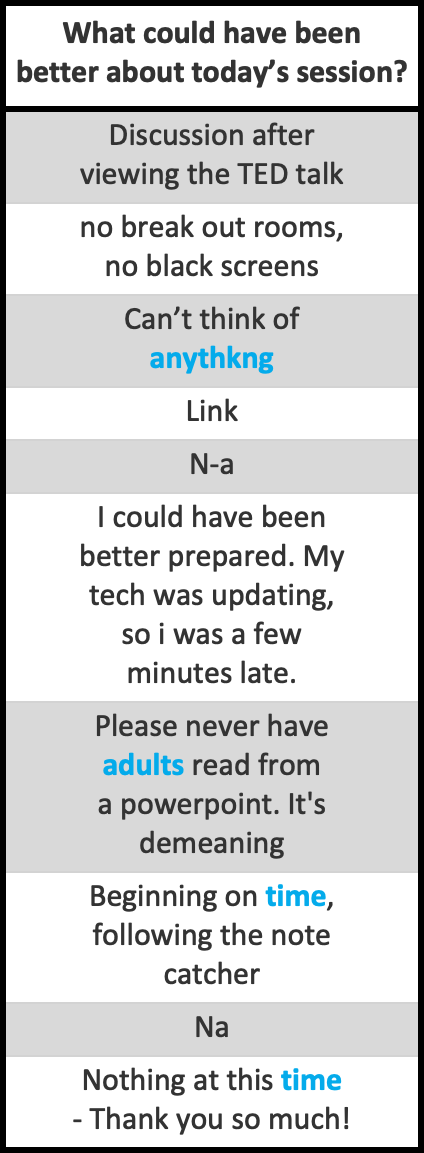 What could have been
better about today’s session?
Discussion after
viewing the TED talk
no break out rooms,
no black screens
Can’t think of
anythkng
Link
N-a
I could have been
better prepared. My
tech was updating,
so i was a few
minutes late.
Please never have
adults read from
a powerpoint. It's
demeaning
Beginning on time,
following the note
catcher
Na
Nothing at this time
- Thank you so much!